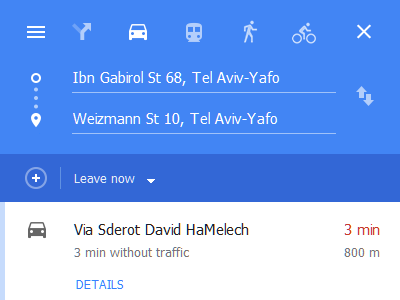 Ibn Gabirol St 68, Tel Aviv-Yafo
Weizmann St 10, Tel Aviv-Yafo
Leave now
Via Sderot David HaMelech 3 min
3 min without traffic 800 m
DETAILS